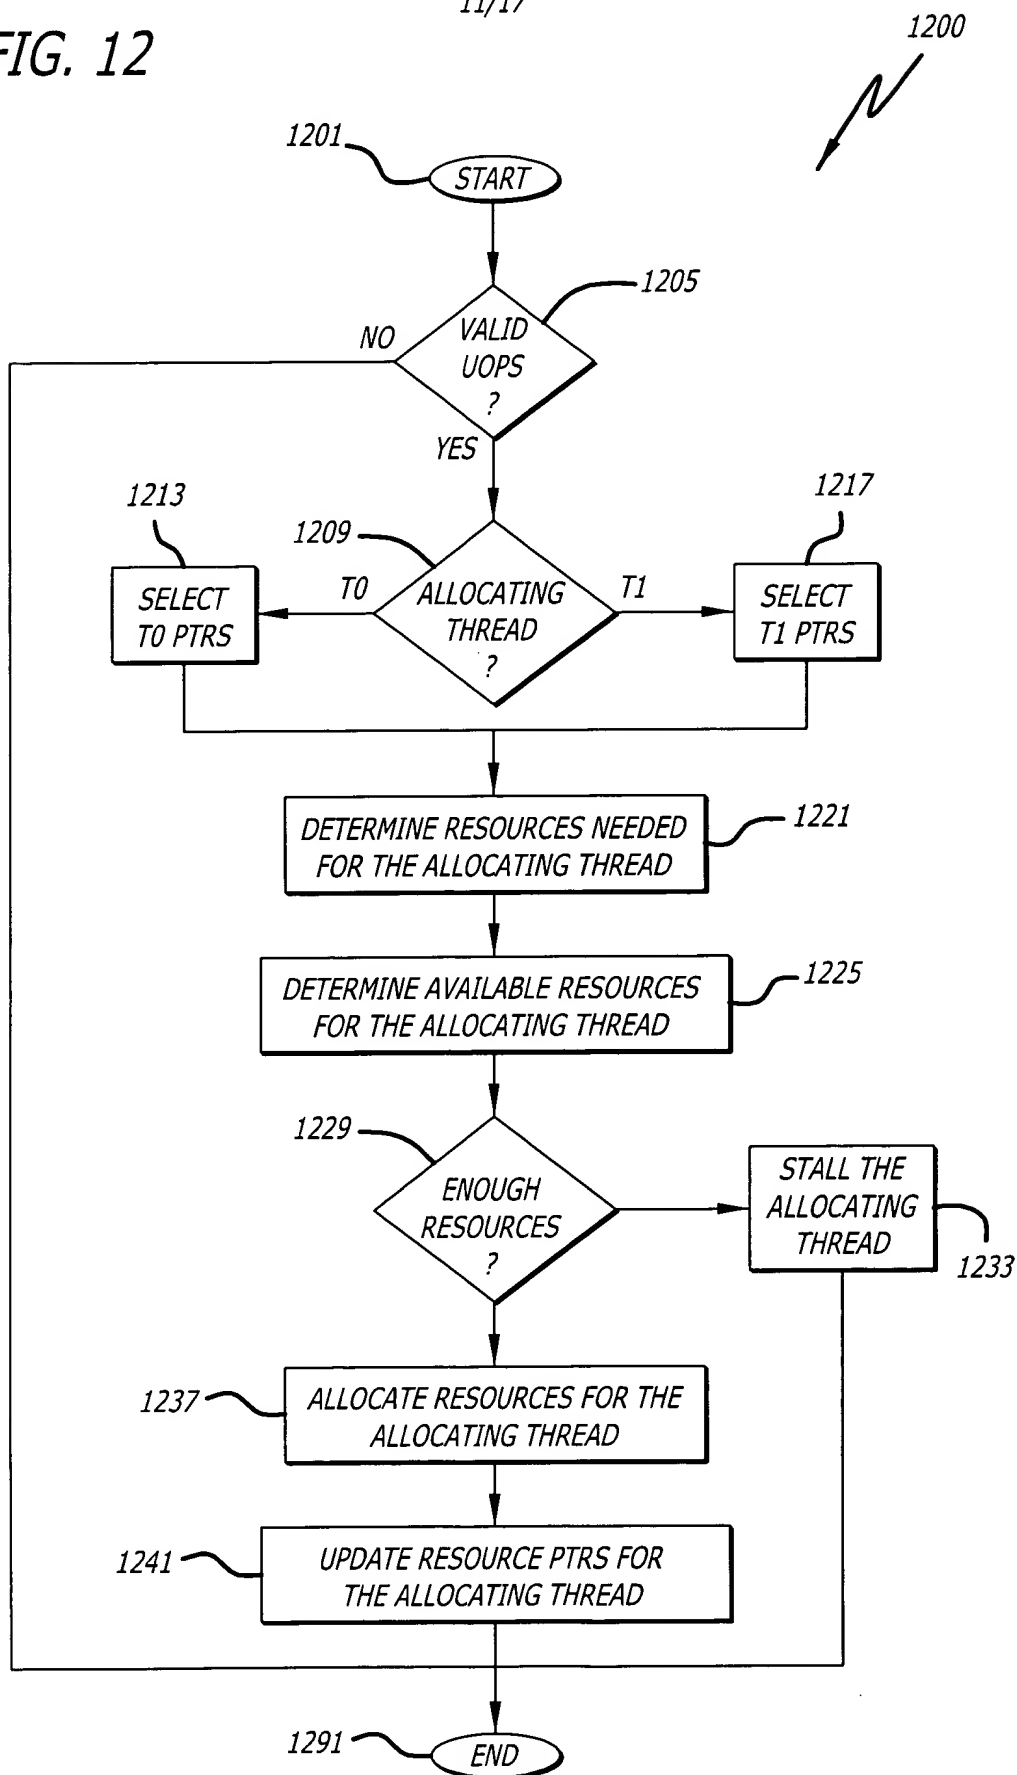 11/17
FIG. 12
1200
1201
START
1205
NO
VALID
UOPS
?
YES
1213
1217
1209
T0
ALLOCATING
THREAD
?
T1
SELECT
T0 PTRS
SELECT
T1 PTRS
DETERMINE RESOURCES NEEDED
FOR THE ALLOCATING THREAD
1221
DETERMINE AVAILABLE RESOURCES
FOR THE ALLOCATING THREAD
1225
1229
ENOUGH
RESOURCES
?
STALL THE
ALLOCATING
THREAD
1233
1237
ALLOCATE RESOURCES FOR THE
ALLOCATING THREAD
1241
UPDATE RESOURCE PTRS FOR
THE ALLOCATING THREAD
1291
END